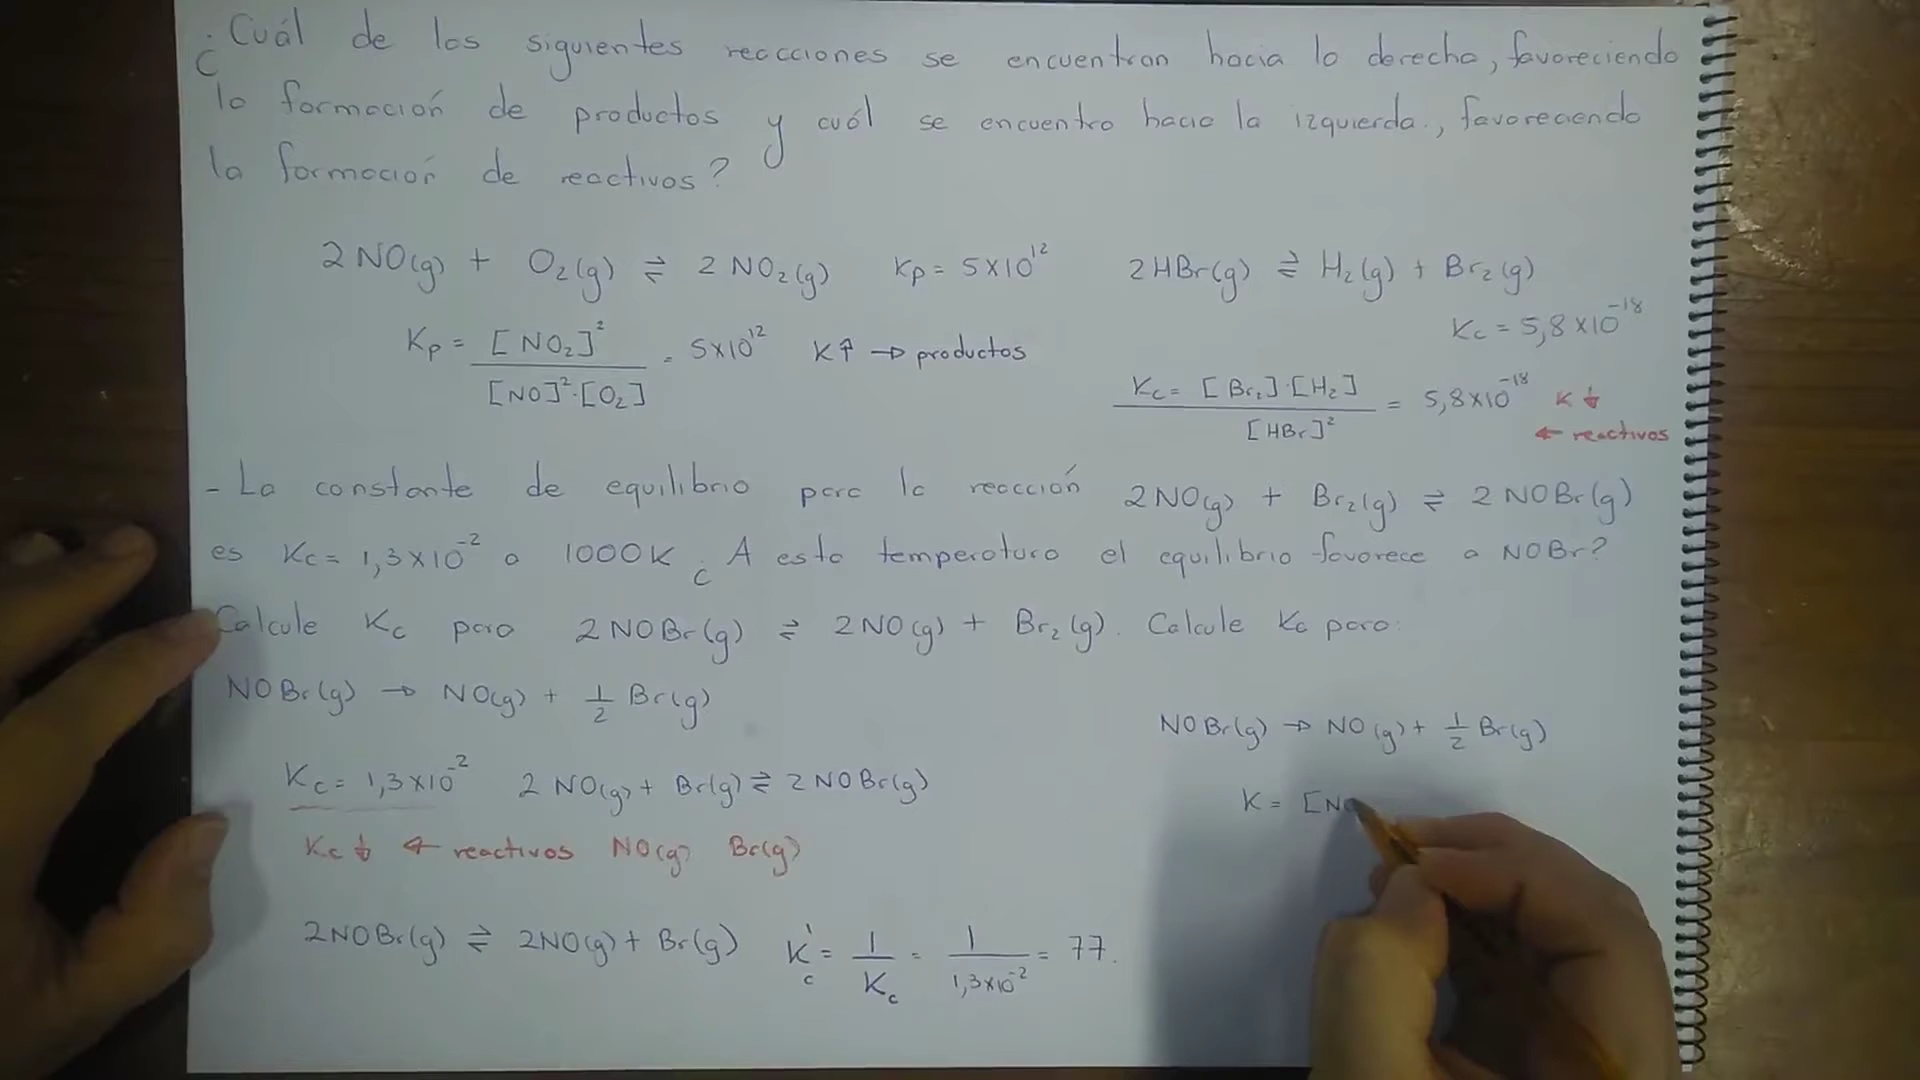 ¿Cuál de los siguientes reacciones se encuentran hacia la derecha, favoreciendo
la formación de productos y cuál se encuentra hacia la izquierda., favoreciendo
la formación de reactivos?
2NO(g) + O₂(g) ⇌ 2NO₂(g) Kp = 5x10¹²
Kp = [NO₂]² / [NO]²·[O₂] = 5x10¹² K↑ → productos
2HBr(g) ⇌ H₂(g) + Br₂(g)
Kc = 5,8x10⁻¹⁸
Kc = [Br₂]·[H₂] / [HBr]² = 5,8x10⁻¹⁸ K↓
← reactivos
- La constante de equilibrio para la reacción 2NO(g) + Br₂(g) ⇌ 2NOBr(g)
es Kc = 1,3x10⁻² a 1000K ¿A esta temperatura el equilibrio favorece a NOBr?
Calcule Kc para 2NOBr(g) ⇌ 2NO(g) + Br₂(g). Calcule Kc para:
NOBr(g) → NO(g) + 1/2 Br(g)
Kc = 1,3x10⁻² 2NO(g) + Br(g) ⇌ 2NOBr(g)
Kc↓ ← reactivos NO(g) Br(g)
2NOBr(g) ⇌ 2NO(g) + Br(g) K'c = 1/Kc = 1/1,3x10⁻² = 77.
NOBr(g) → NO(g) + 1/2 Br(g)
K = [NO